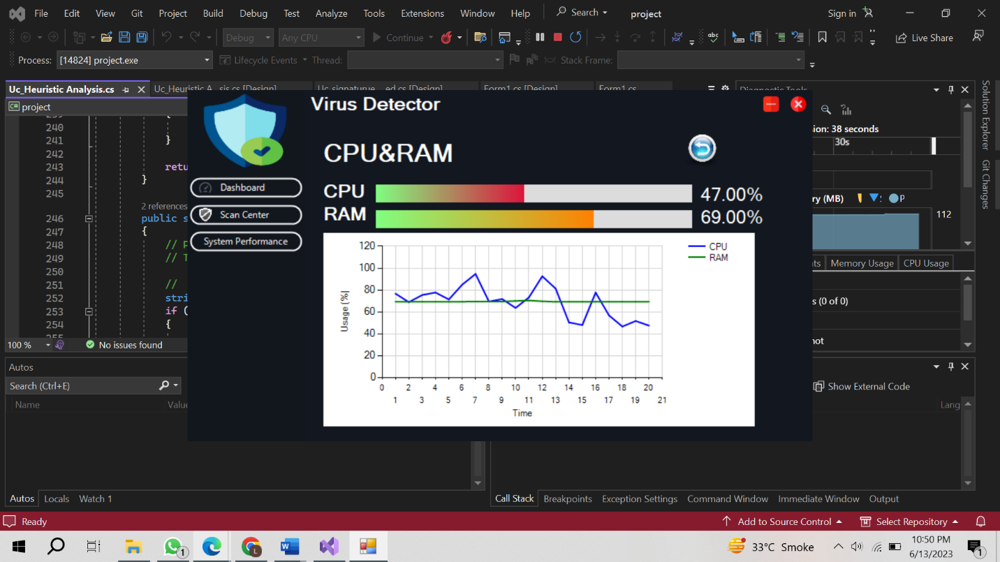 File Edit View Git Project Build Debug Test Analyze Tools Extensions Window Help Search project Sign in
Debug Any CPU Continue abc Live Share
Process: [14824] project.exe Lifecycle Events Thread: Stack Frame:
Uc_Heuristic Analysis.cs Uc_Heuristic A...sis.cs [Design] Uc_signaturue ...ed.cs [Design] Form1.cs [Design] Form1.cs Diagnostic Tools
project
Solution Explorer
Git Changes
240
241 }
242
243 retu
244 }
245
2 references
246 public s
247 {
248 // P
249 // T
250
251 //
252 stri
253 if (
254 {
255
100 % No issues found
Virus Detector
CPU&RAM
Dashboard
Scan Center
System Performance
CPU 47.00%
RAM 69.00%
120
100
80
60
40
20
0
Usage (%)
0 2 4 6 8 10 12 14 16 18 20
1 3 5 7 9 11 13 15 17 19 21
Time
CPU
RAM
ion: 38 seconds
30s
ry (MB) P
112
ts Memory Usage CPU Usage
s (0 of 0)
hot
Autos
Search (Ctrl+E)
Name Value
Show External Code
Lang
Autos Locals Watch 1
Call Stack Breakpoints Exception Settings Command Window Immediate Window Output
Ready Add to Source Control Select Repository
1 L W 33°C Smoke 10:50 PM
6/13/2023 1